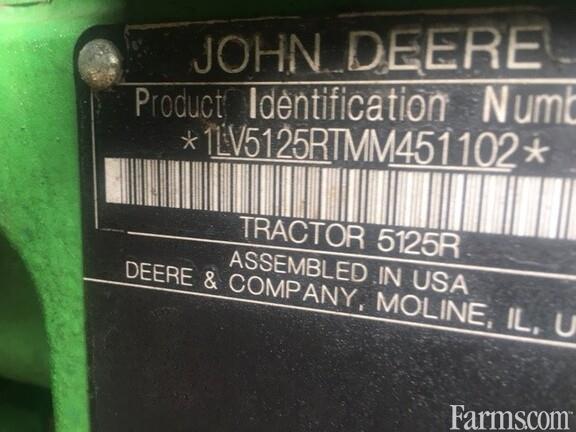 JOHN DEERE
Product Identification Numb
*1LV5125RTMM451102*
TRACTOR 5125R
ASSEMBLED IN USA
DEERE & COMPANY, MOLINE, IL, U
Farms.com